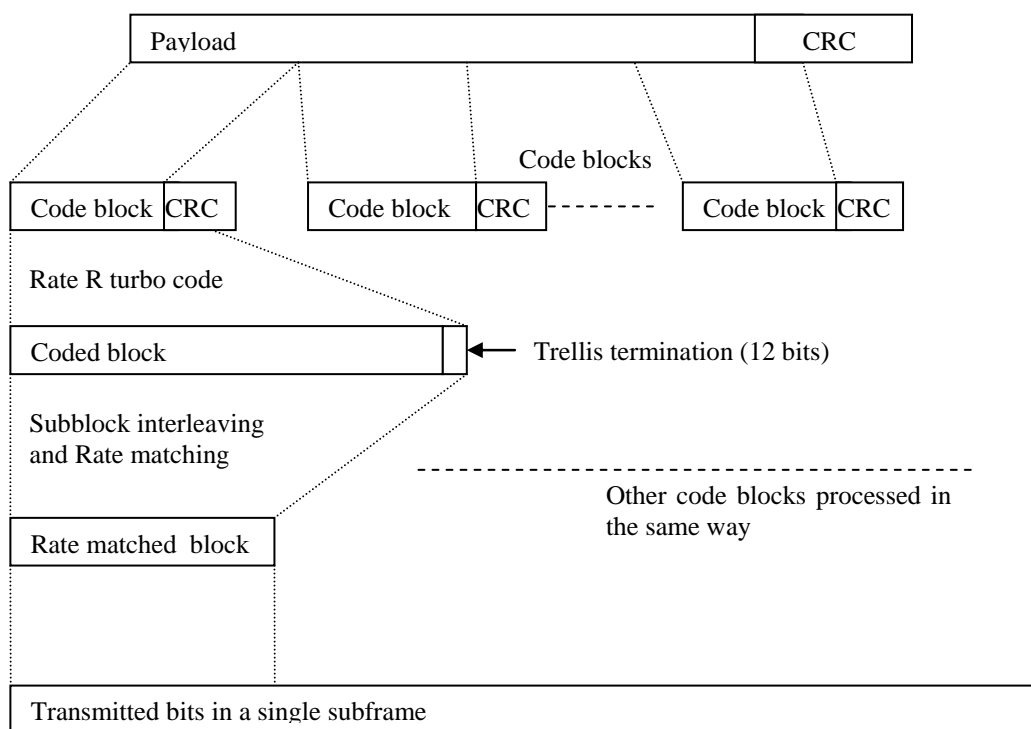 Payload CRC
Code blocks
Code block CRC Code block CRC Code block CRC
Rate R turbo code
Coded block
Trellis termination (12 bits)
Subblock interleaving
and Rate matching
Other code blocks processed in
the same way
Rate matched block
Transmitted bits in a single subframe